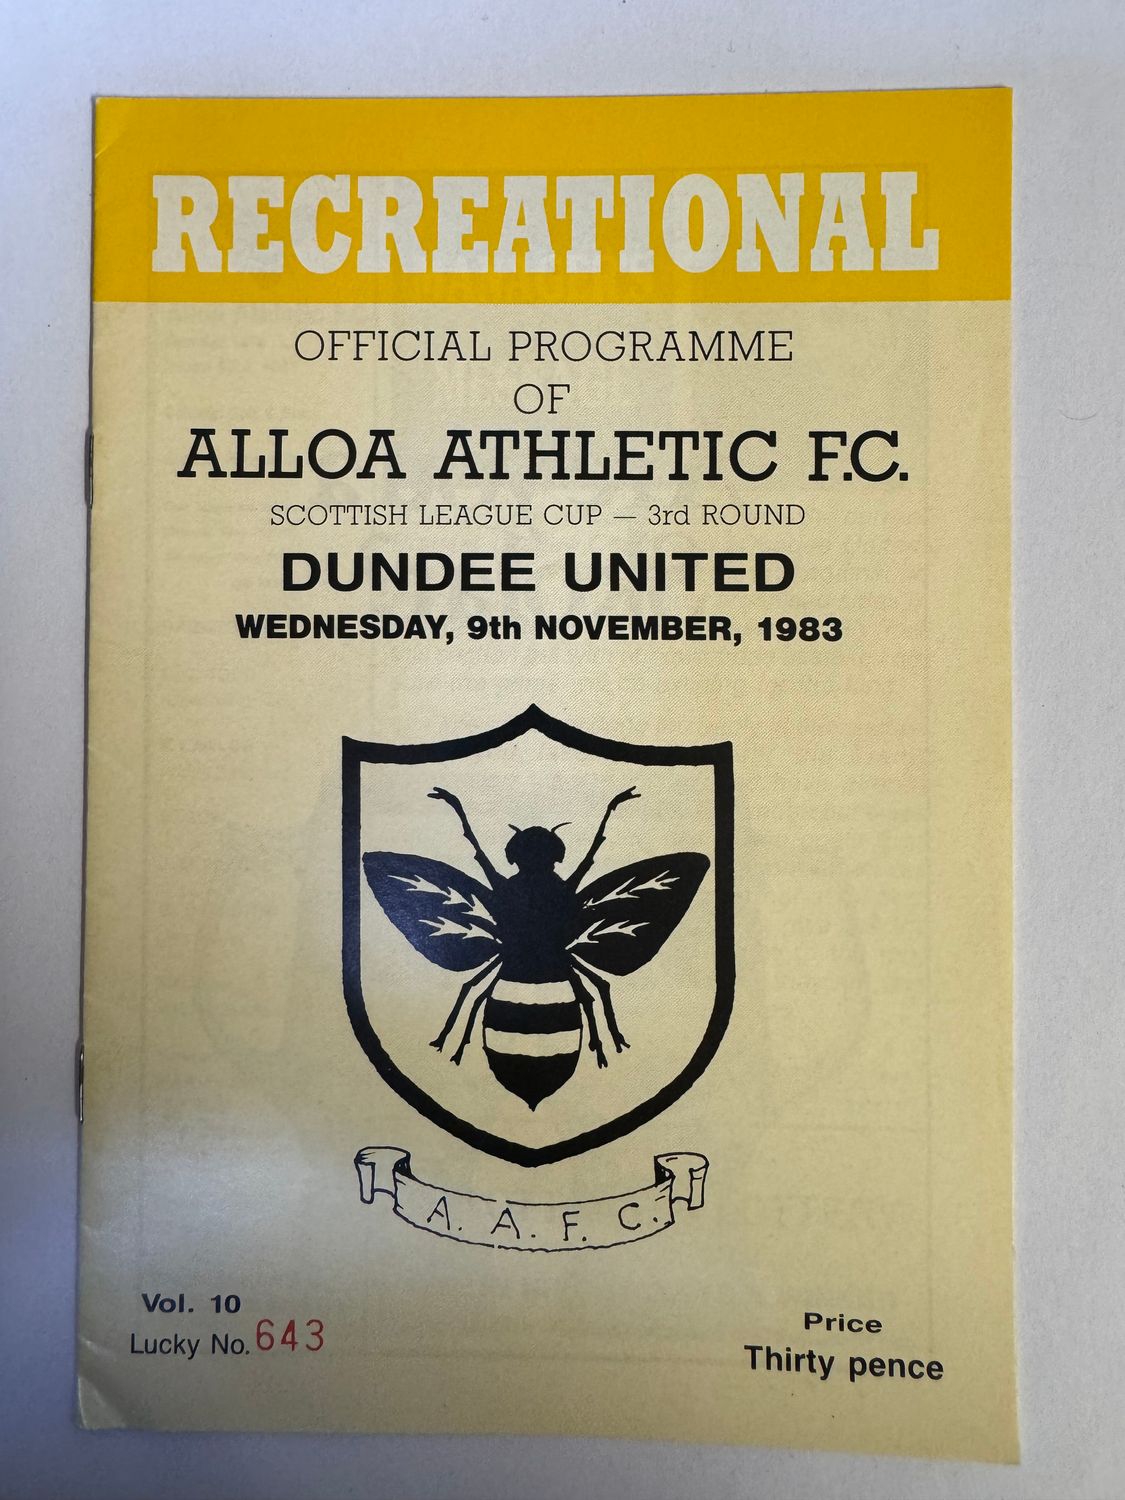 RECREATIONAL
OFFICIAL PROGRAMME
OF
ALLOA ATHLETIC F.C.
SCOTTISH LEAGUE CUP — 3rd ROUND
DUNDEE UNITED
WEDNESDAY, 9th NOVEMBER, 1983
A. A. F. C.
Vol. 10
Lucky No. 643
Price
Thirty pence